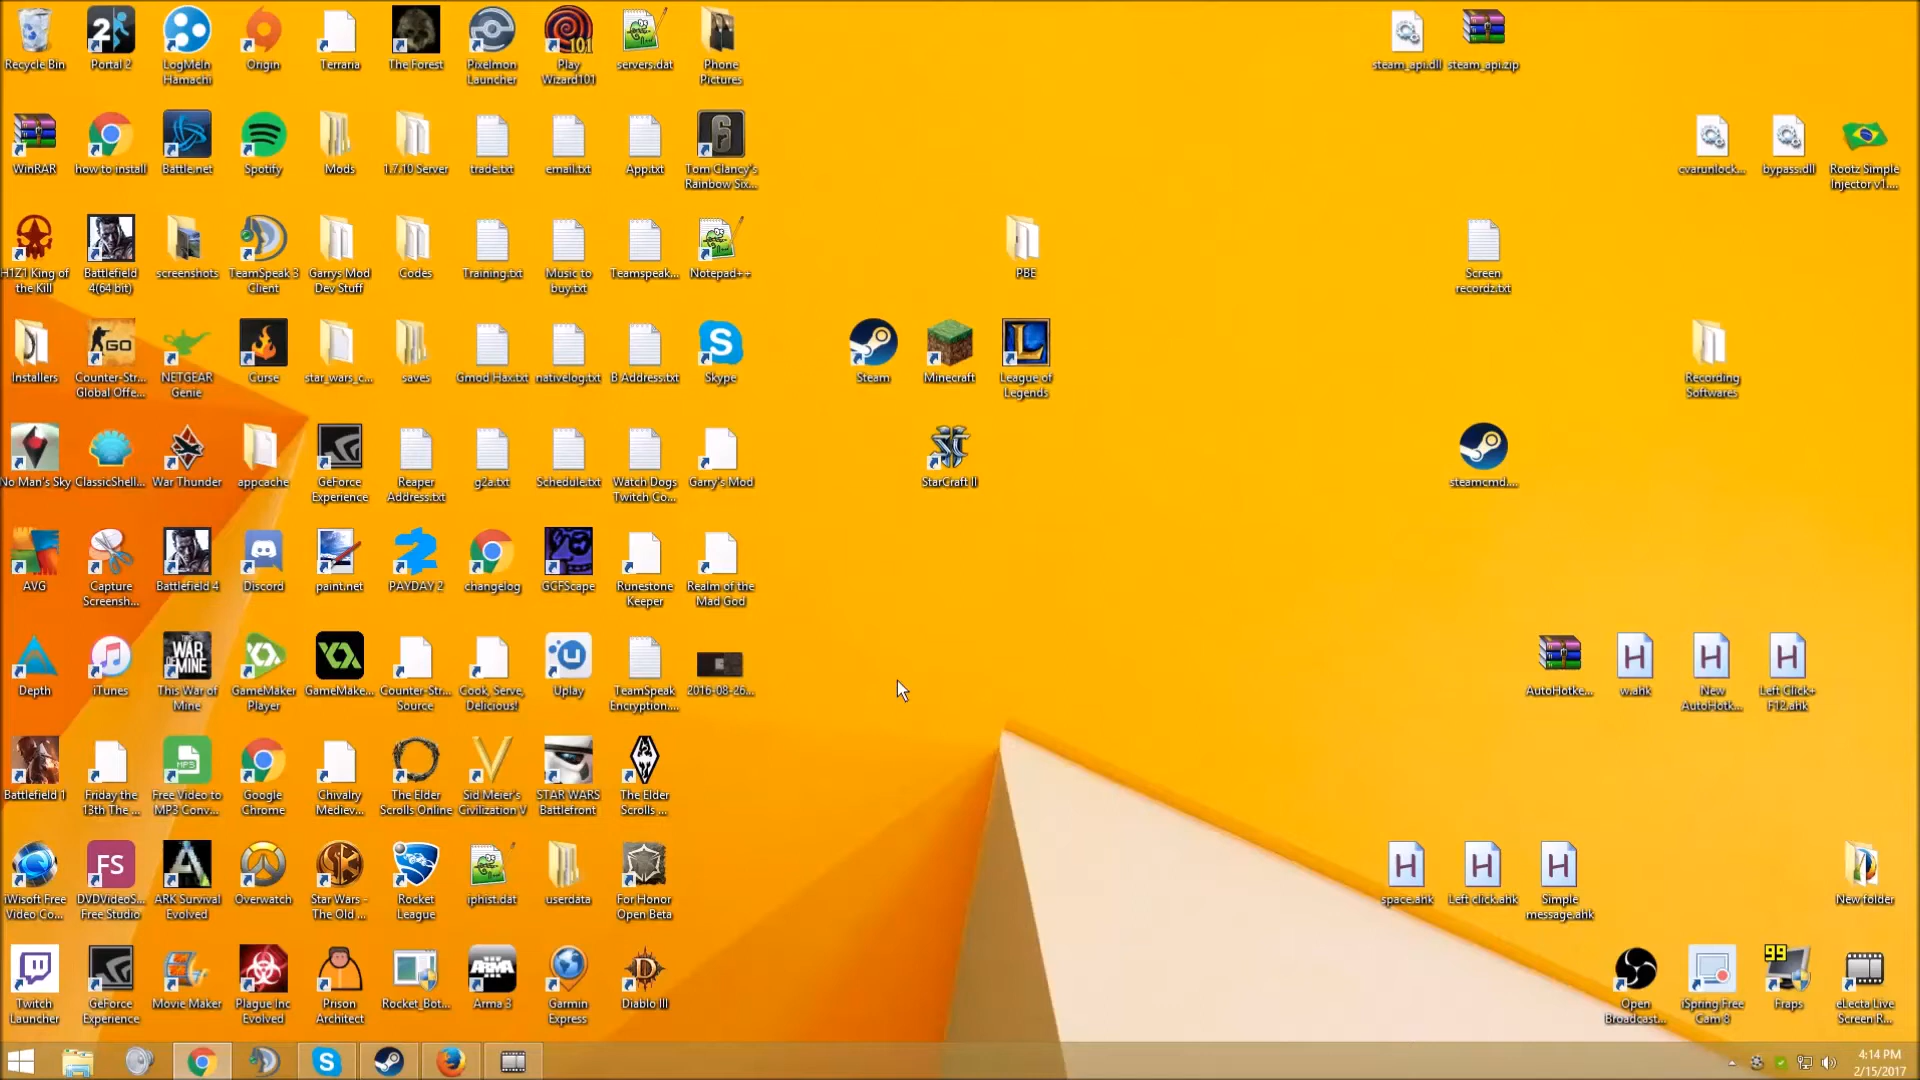 Recycle Bin
Portal 2
LogMeIn
Hamachi
Origin
Terraria
The Forest
Pixelmon
Launcher
Play
Wizard101
servers.dat
Phone
Pictures
steam_api.dll
steam_api.zip
WinRAR
how to install
Battle.net
Spotify
Mods
1.7.10 Server
trade.txt
email.txt
App.txt
Tom Clancy's
Rainbow Six...
cvarunlock...
bypass.dll
Rootz Simple
Injector v1....
H1Z1 King of
the Kill
Battlefield
4(64 bit)
screenshots
TeamSpeak 3
Client
Garrys Mod
Dev Stuff
Codes
Training.txt
Music to
buy.txt
Teamspeak...
Notepad++
PBE
Screen
recordz.txt
Installers
GO
Counter-Str...
Global Offe...
NETGEAR
Genie
Curse
star_wars_c...
saves
Gmod Hax.txt
nativelog.txt
B Address.txt
Skype
Steam
Minecraft
League of
Legends
Recording
Softwares
No Man's Sky
ClassicShell...
War Thunder
appcache
GeForce
Experience
Reaper
Address.txt
g2a.txt
Schedule.txt
Watch Dogs
Twitch Co...
Garry's Mod
StarCraft II
steamcmd....
AVG
Capture
Screensh...
Battlefield 4
Discord
paint.net
PAYDAY 2
changelog
GCFScape
Runestone
Keeper
Realm of the
Mad God
Depth
iTunes
WAR
OF MINE
This War of
Mine
GameMaker
Player
GameMake...
Counter-Str...
Source
Cook, Serve,
Delicious!
Uplay
TeamSpeak
Encryption....
2016-08-26...
AutoHotke...
w.ahk
New
AutoHotk...
Left Click+
F12.ahk
Battlefield 1
Friday the
13th The ...
MP3
Free Video to
MP3 Conv...
Google
Chrome
Chivalry
Mediev...
The Elder
Scrolls Online
Sid Meier's
Civilization V
STAR WARS
Battlefront
The Elder
Scrolls ...
iWisoft Free
Video Co...
FS
DVDVideoS...
Free Studio
ARK Survival
Evolved
Overwatch
Star Wars -
The Old ...
Rocket
League
iphist.dat
userdata
For Honor
Open Beta
space.ahk
Left click.ahk
Simple
message.ahk
New folder
Twitch
Launcher
GeForce
Experience
Movie Maker
Plague Inc
Evolved
Prison
Architect
Rocket_Bot...
ARMA
Arma 3
Garmin
Express
Diablo III
Open
Broadcast...
iSpring Free
Cam 8
99
Fraps
eLecta Live
Screen R...
4:14 PM
2/15/2017